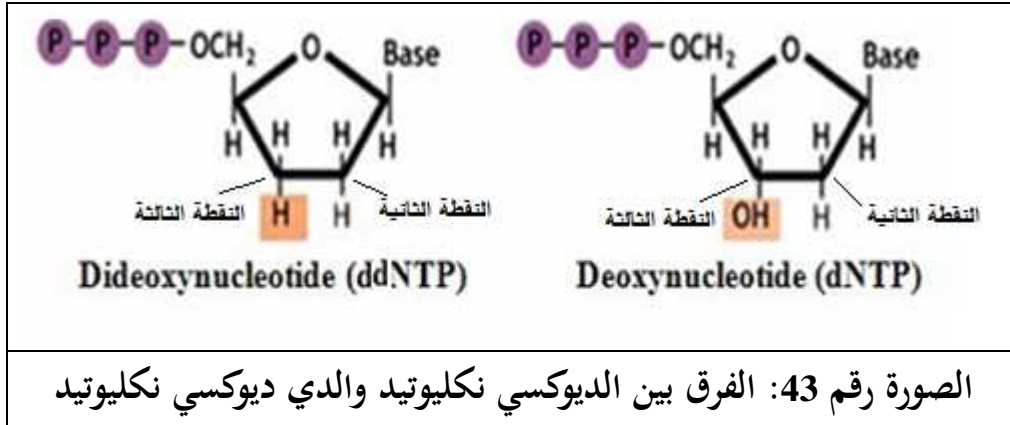 P-P-P-OCH2 O Base
H H H H
النقطة الثالثة H H النقطة الثانية
Dideoxynucleotide (ddNTP)
P-P-P-OCH2 O Base
H H H H
النقطة الثالثة OH H النقطة الثانية
Deoxynucleotide (dNTP)
الصورة رقم 43: الفرق بين الديوكسي نكليوتيد والدي ديوكسي نكليوتيد